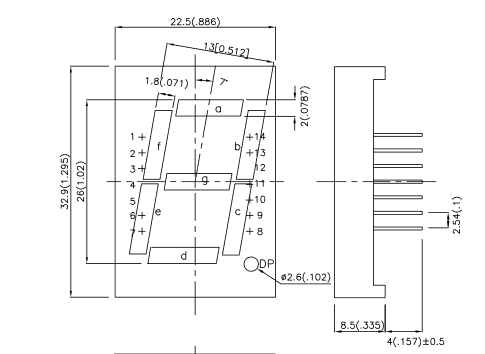 22.5(.886)
13[0.512]
1.8(.071)
7°
2(.0787)
a
f
b
g
e
c
d
1
2
3
4
5
6
7
14
13
12
11
10
9
8
DP
ø2.6(.102)
32.9(1.295)
26(1.02)
2.54(.1)
8.5(.335)
4(.157)±0.5